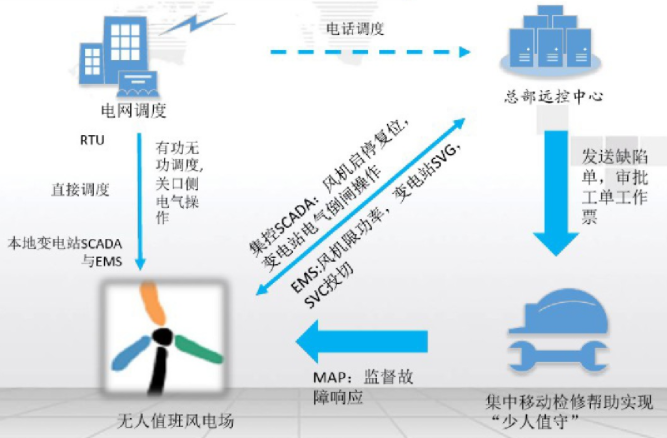 电话调度
电网调度
总部远控中心
RTU
直接调度
本地变电站SCADA
与EMS
有功无
功调度,
关口侧
电气操
作
集控SCADA：风机启停复位，
变电站电气倒闸操作
EMS:风机限功率，变电站SVG，
SVC投切
发送缺陷
单，审批
工单工作
票
MAP：监督故
障响应
无人值班风电场
集中移动检修帮助实现
“少人值守”